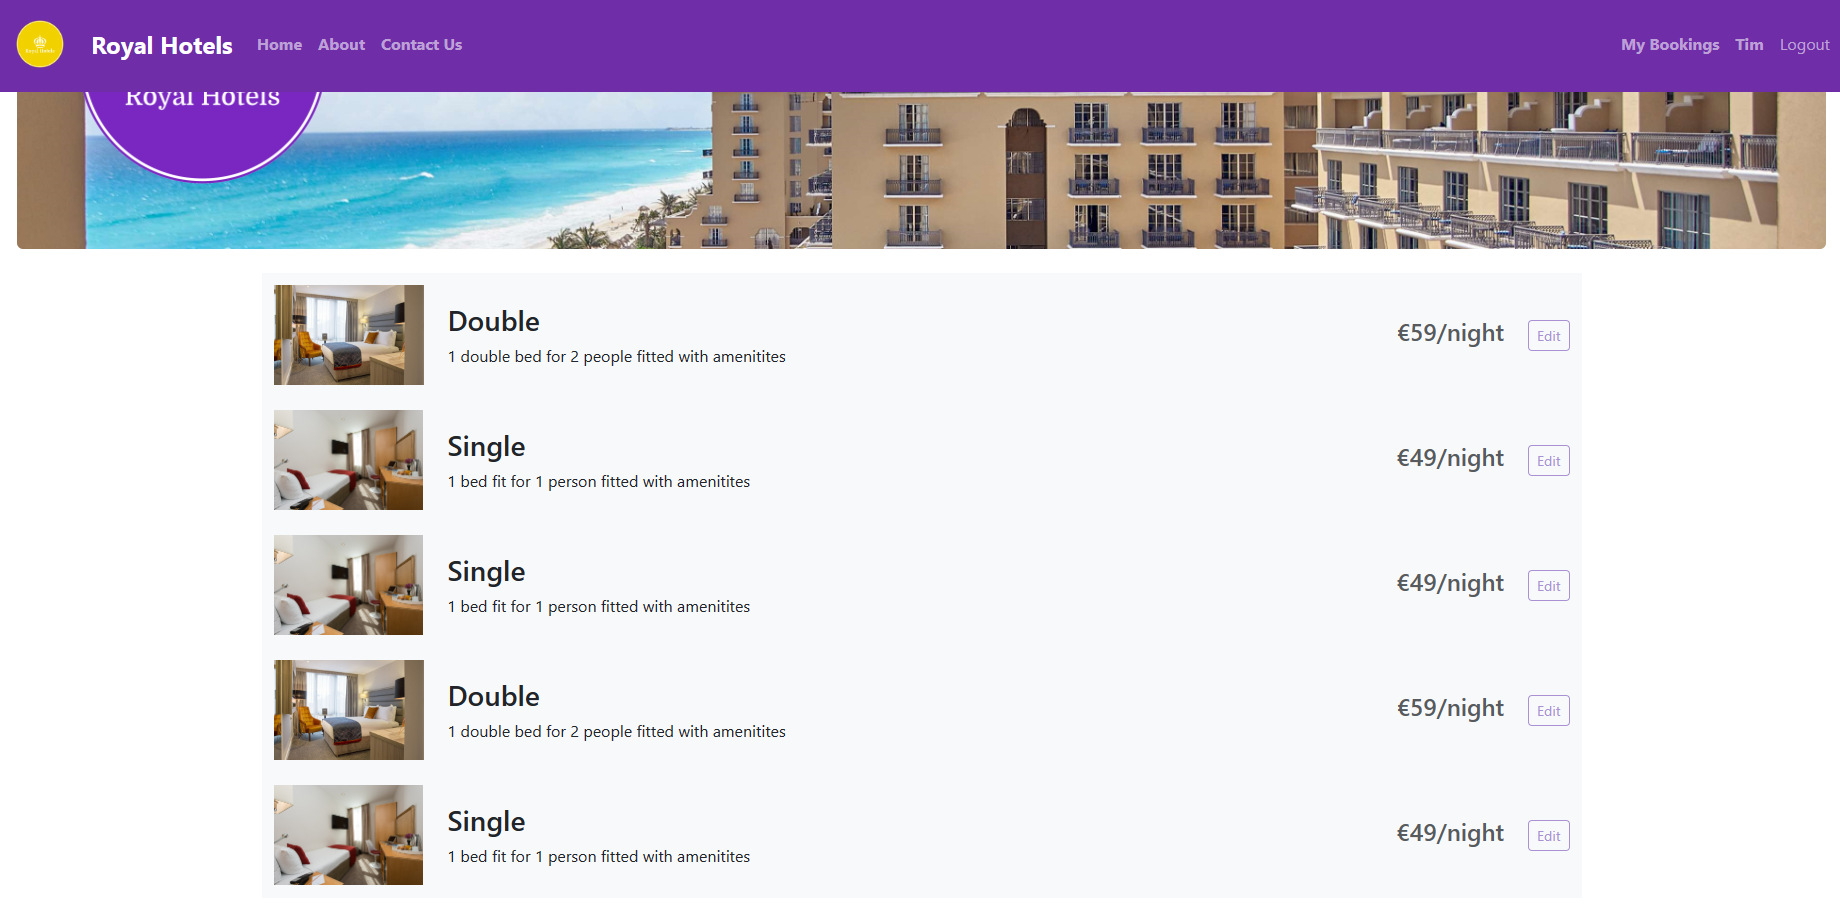 Royal Hotels
Royal Hotels Home About Contact Us My Bookings Tim Logout
Royal Hotels
Double
1 double bed for 2 people fitted with amenitites
€59/night Edit
Single
1 bed fit for 1 person fitted with amenitites
€49/night Edit
Single
1 bed fit for 1 person fitted with amenitites
€49/night Edit
Double
1 double bed for 2 people fitted with amenitites
€59/night Edit
Single
1 bed fit for 1 person fitted with amenitites
€49/night Edit